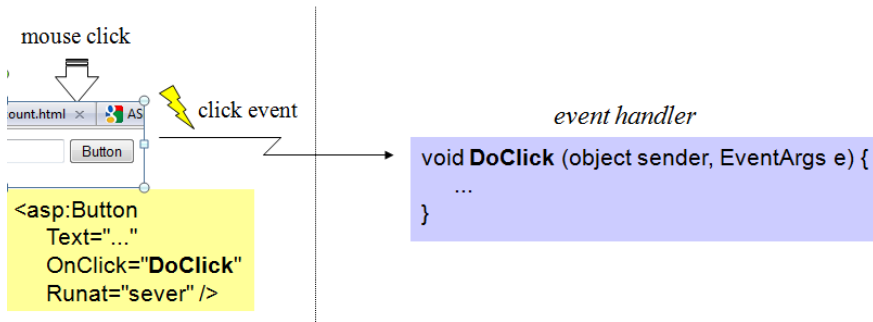 mouse click
ount.html × AS
click event
Button
event handler
void DoClick (object sender, EventArgs e) {
...
}
<asp:Button
Text="..."
OnClick="DoClick"
Runat="sever" />